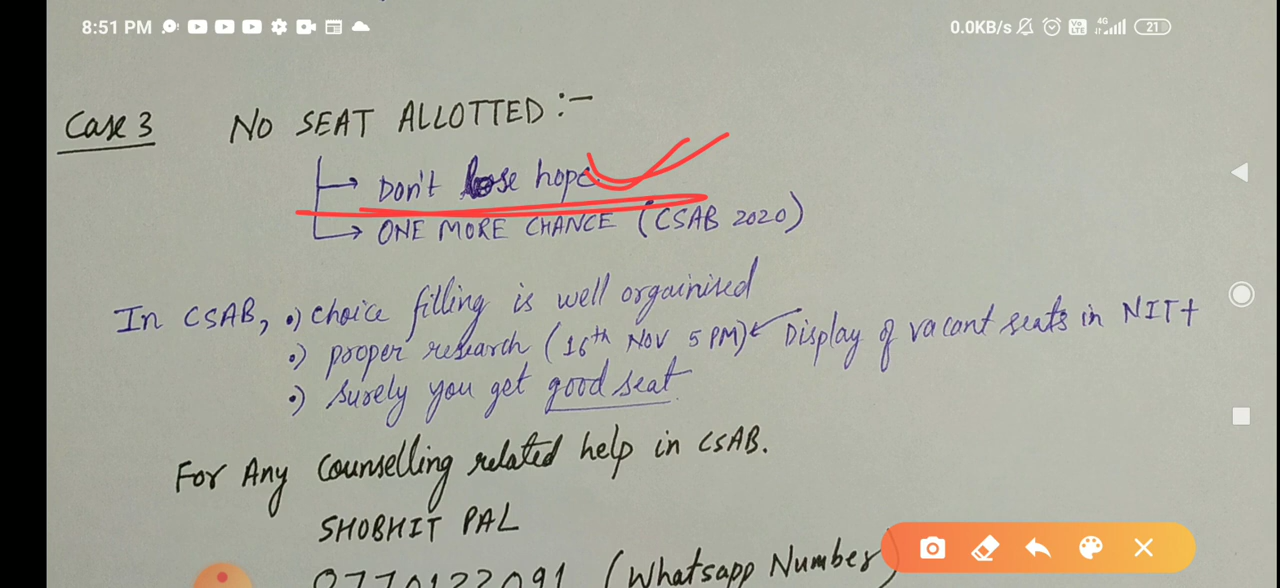 8:51 PM
0.0KB/s 4G 21
Case 3 NO SEAT ALLOTTED :-
→ Don't lose hope.
→ ONE MORE CHANCE (CSAB 2020)
In CSAB, •) choice filling is well orgainised
•) proper research (16th Nov 5 PM) ← Display of vacant seats in NIT+
•) surely you get good seat
For Any Counselling related help in CSAB.
SHOBHIT PAL
(Whatsapp Number)